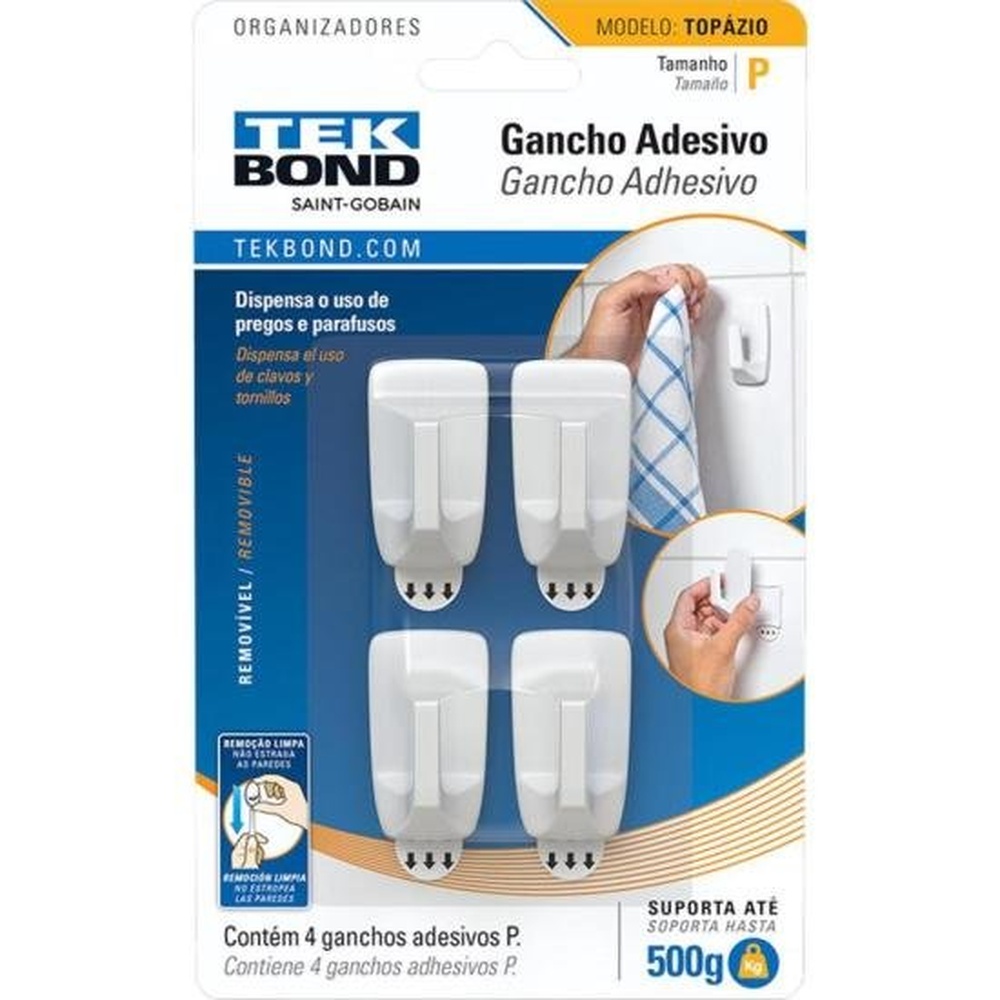 ORGANIZADORES
MODELO: TOPÁZIO
Tamanho
Tamaño
P
TEK
BOND
SAINT-GOBAIN
Gancho Adesivo
Gancho Adhesivo
TEKBOND.COM
Dispensa o uso de
pregos e parafusos
Dispensa el uso
de clavos y
tornillos
REMOVÍVEL / REMOVIBLE
REMOÇÃO LIMPA
NÃO ESTRAGA
AS PAREDES
REMOCIÓN LIMPIA
NO ESTROPEA
LAS PAREDES
Contém 4 ganchos adesivos P.
Contiene 4 ganchos adhesivos P.
SUPORTA ATÉ
SOPORTA HASTA
500g
Kg